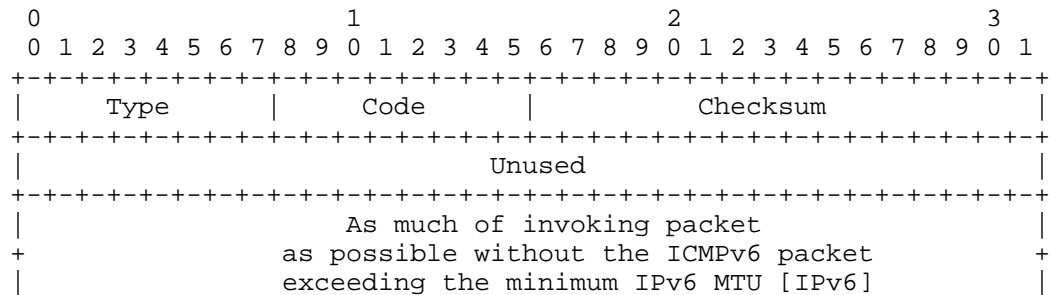 0                   1                   2                   3
 0 1 2 3 4 5 6 7 8 9 0 1 2 3 4 5 6 7 8 9 0 1 2 3 4 5 6 7 8 9 0 1
+-+-+-+-+-+-+-+-+-+-+-+-+-+-+-+-+-+-+-+-+-+-+-+-+-+-+-+-+-+-+-+-+
|     Type      |     Code      |          Checksum             |
+-+-+-+-+-+-+-+-+-+-+-+-+-+-+-+-+-+-+-+-+-+-+-+-+-+-+-+-+-+-+-+-+
|                             Unused                            |
+-+-+-+-+-+-+-+-+-+-+-+-+-+-+-+-+-+-+-+-+-+-+-+-+-+-+-+-+-+-+-+-+
|                    As much of invoking packet                 |
+                as possible without the ICMPv6 packet          +
|                exceeding the minimum IPv6 MTU [IPv6]          |